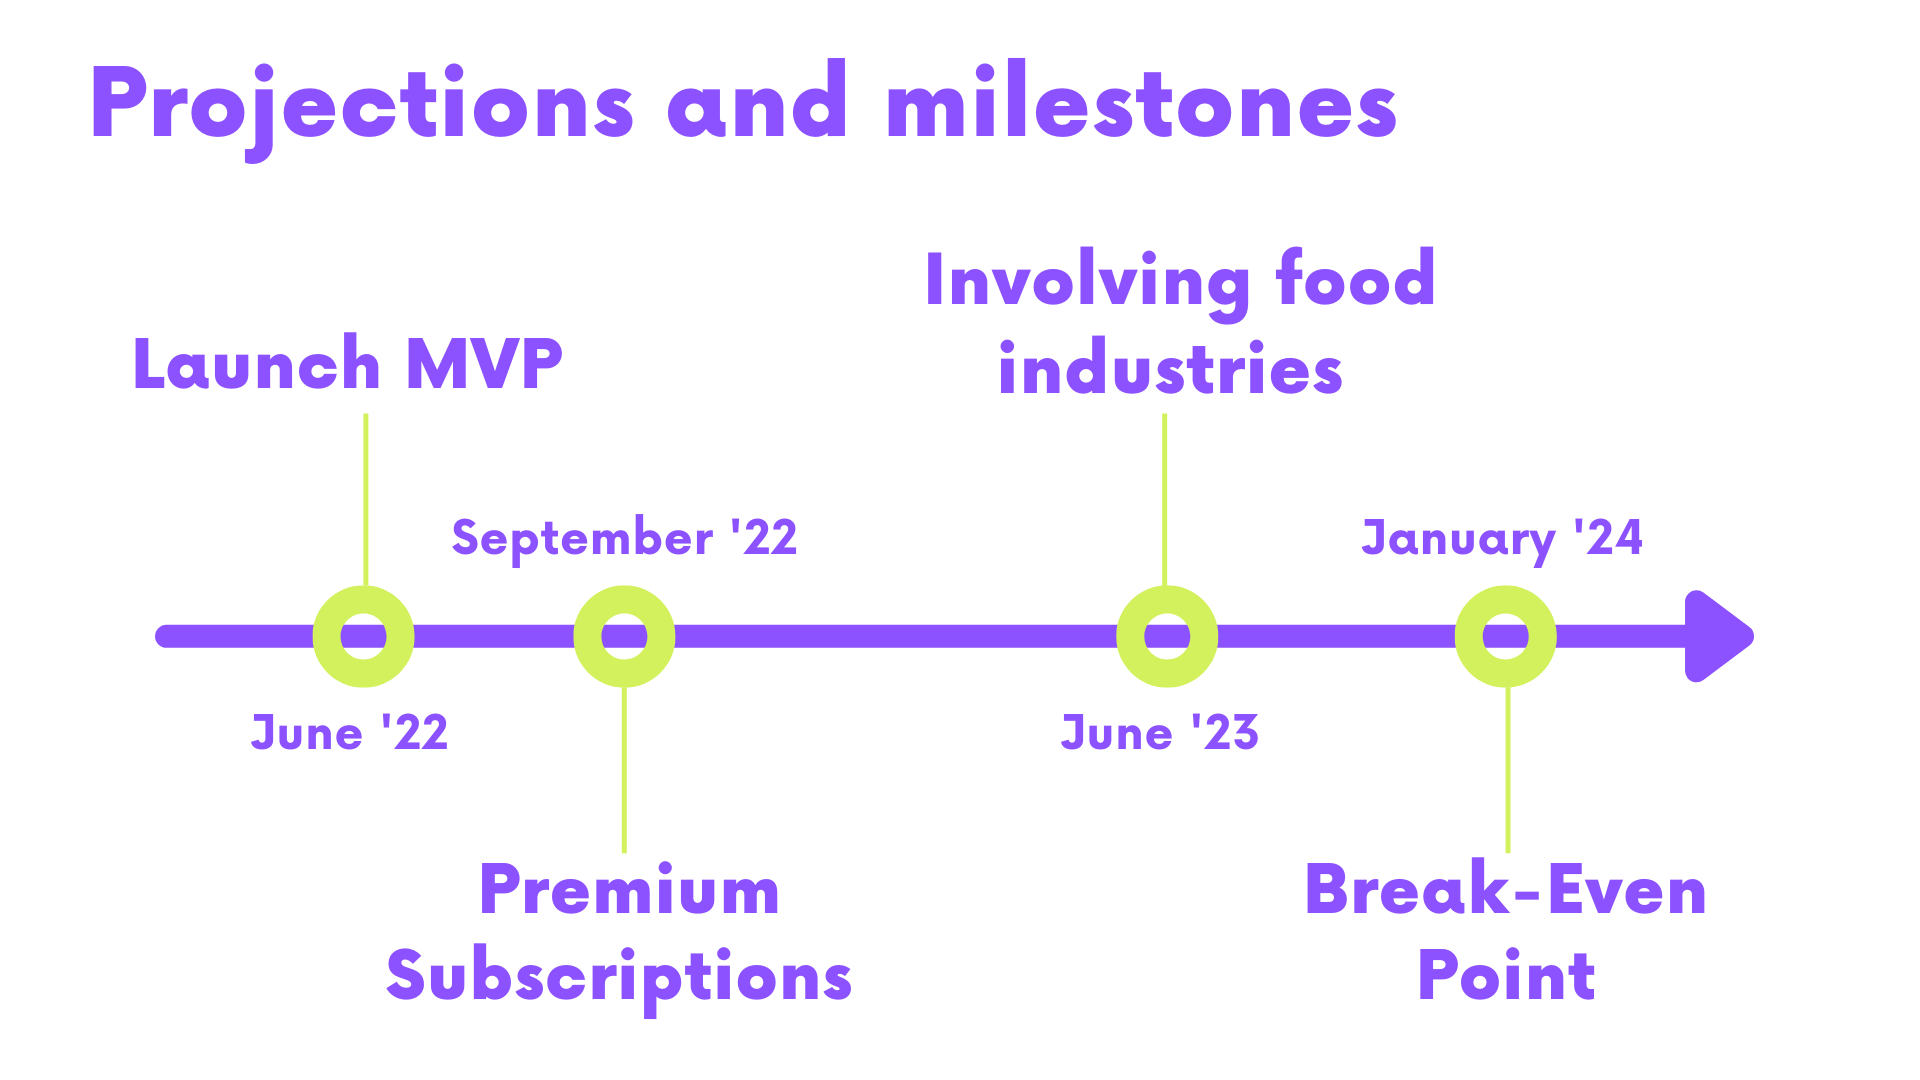 Projections and milestones
Launch MVP
June '22
September '22
Premium
Subscriptions
Involving food
industries
June '23
January '24
Break-Even
Point